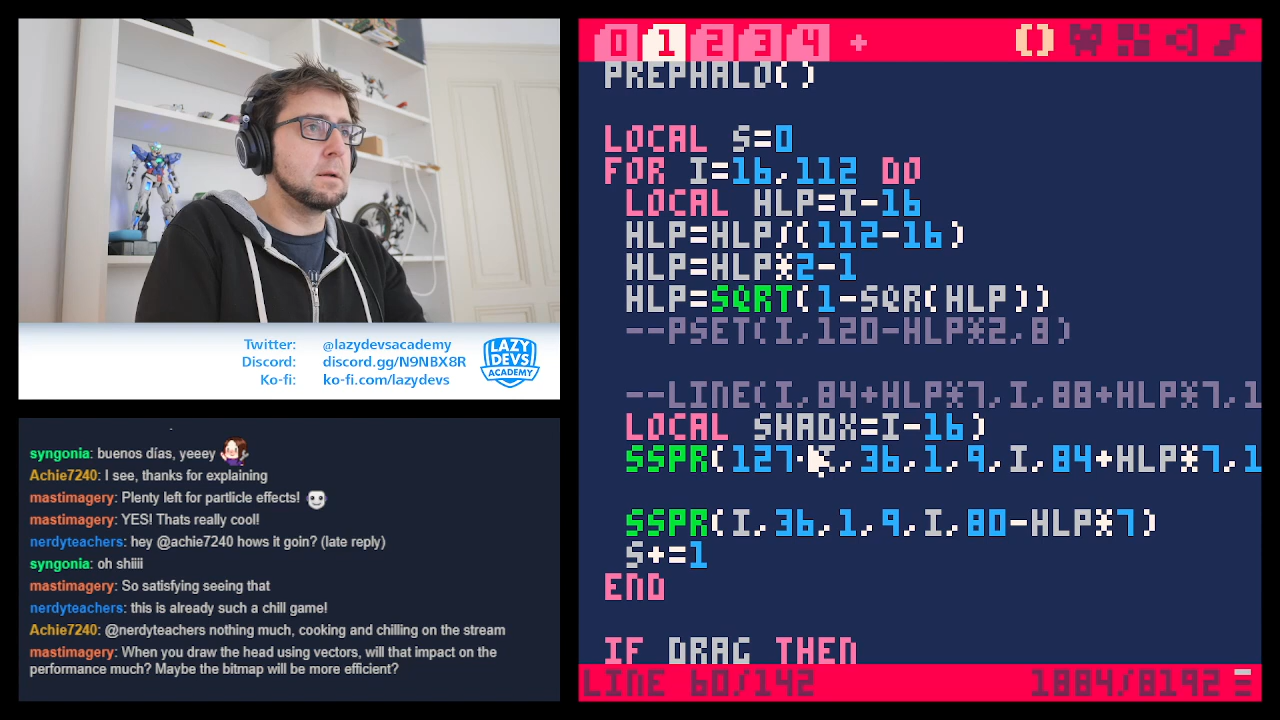 Twitter: @lazydevsacademy
Discord: discord.gg/N9NBX8R
Ko-fi: ko-fi.com/lazydevs
LAZY
DEVS
ACADEMY
syngonia: buenos días, yeeey
Achie7240: I see, thanks for explaining
mastimagery: Plenty left for partlicle effects!
mastimagery: YES! Thats really cool!
nerdyteachers: hey @achie7240 hows it goin? (late reply)
syngonia: oh shiiii
mastimagery: So satisfying seeing that
nerdyteachers: this is already such a chill game!
Achie7240: @nerdyteachers nothing much, cooking and chilling on the stream
mastimagery: When you draw the head using vectors, will that impact on the
performance much? Maybe the bitmap will be more efficient?
0 1 2 3 4 +
PREPHALO()
LOCAL S=0
FOR I=16,112 DO
LOCAL HLP=I-16
HLP=HLP/(112-16)
HLP=HLP*2-1
HLP=SQRT(1-SQR(HLP))
--PSET(I,120-HLP*2,8)
--LINE(I,84+HLP*7,I,88+HLP*7,1
LOCAL SHADX=I-16)
SSPR(127-I,36,1,9,I,84+HLP*7,1
SSPR(I,36,1,9,I,80-HLP*7)
S+=1
END
IF DRAG THEN
LINE 60/142
1884/8192